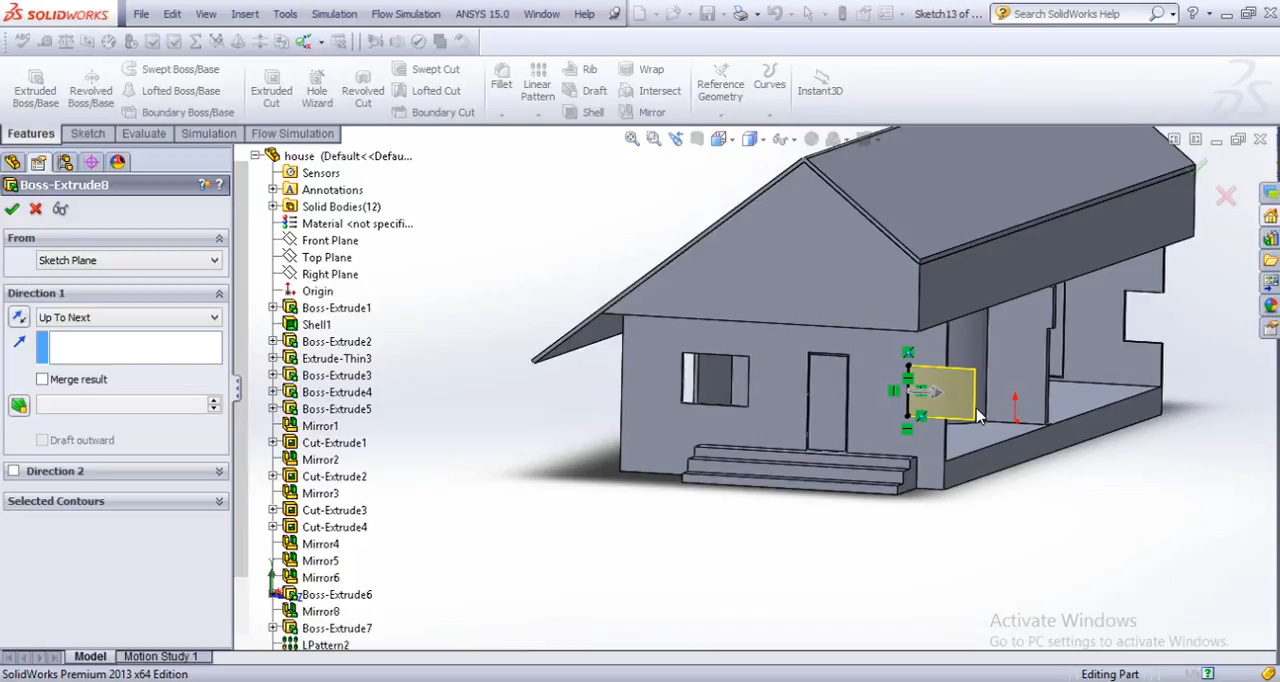 SOLIDWORKS File Edit View Insert Tools Simulation Flow Simulation ANSYS 15.0 Window Help Sketch13 of ... Search SolidWorks Help
Extruded Boss/Base
Revolved Boss/Base
Swept Boss/Base
Lofted Boss/Base
Boundary Boss/Base
Extruded Cut
Hole Wizard
Revolved Cut
Swept Cut
Lofted Cut
Boundary Cut
Fillet
Linear Pattern
Rib
Draft
Shell
Wrap
Intersect
Mirror
Reference Geometry
Curves
Instant3D
Features Sketch Evaluate Simulation Flow Simulation
Boss-Extrude8
From
Sketch Plane
Direction 1
Up To Next
Merge result
Draft outward
Direction 2
Selected Contours
house (Default<<Defau...
Sensors
Annotations
Solid Bodies(12)
Material <not specifi...
Front Plane
Top Plane
Right Plane
Origin
Boss-Extrude1
Shell1
Boss-Extrude2
Extrude-Thin3
Boss-Extrude3
Boss-Extrude4
Boss-Extrude5
Mirror1
Cut-Extrude1
Mirror2
Cut-Extrude2
Mirror3
Cut-Extrude3
Cut-Extrude4
Mirror4
Mirror5
Mirror6
Boss-Extrude6
Mirror8
Boss-Extrude7
LPattern2
Activate Windows
Go to PC settings to activate Windows.
Model Motion Study 1
SolidWorks Premium 2013 x64 Edition Editing Part